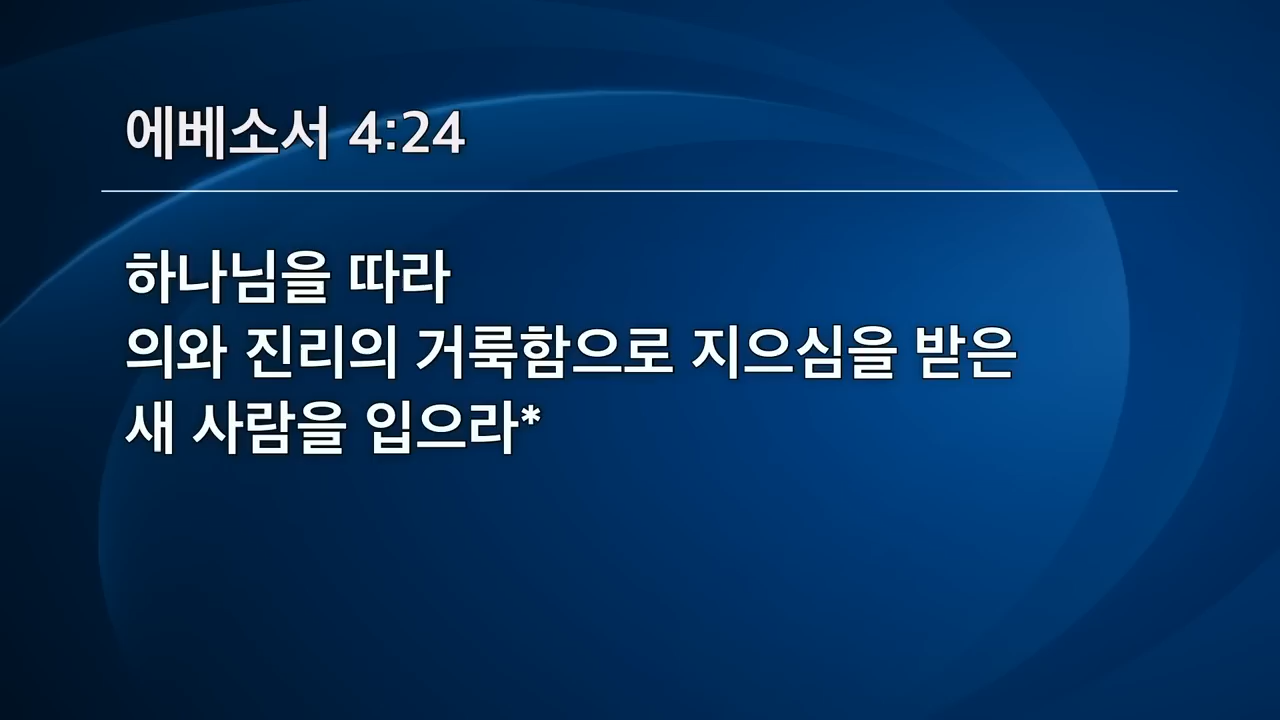 에베소서 4:24
하나님을 따라
의와 진리의 거룩함으로 지으심을 받은
새 사람을 입으라*